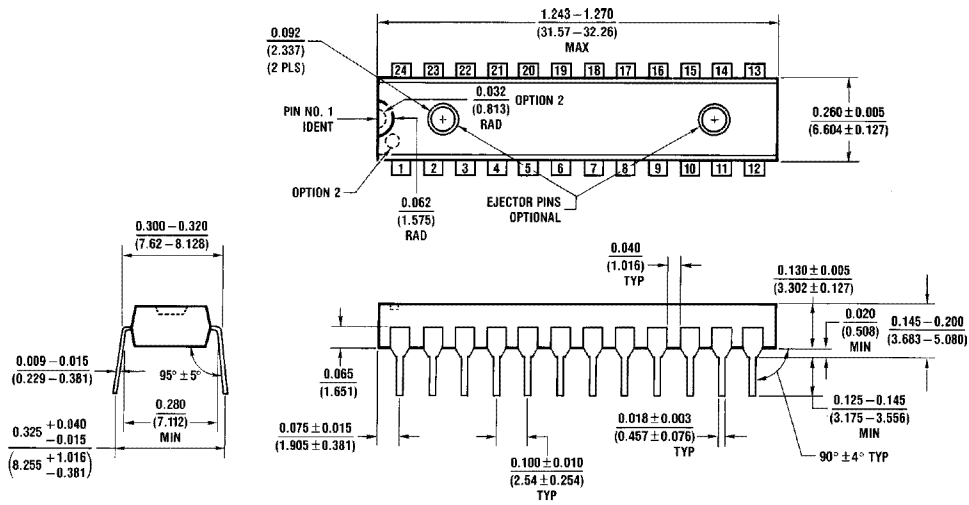 1.243 – 1.270
(31.57 – 32.26)
MAX
0.092
(2.337)
(2 PLS)
24 23 22 21 20 19 18 17 16 15 14 13
0.032
(0.813)
RAD
OPTION 2
PIN NO. 1
IDENT
0.260 ± 0.005
(6.604 ± 0.127)
1 2 3 4 5 6 7 8 9 10 11 12
OPTION 2
0.062
(1.575)
RAD
EJECTOR PINS
OPTIONAL
0.300 – 0.320
(7.62 – 8.128)
0.040
(1.016)
TYP
0.130 ± 0.005
(3.302 ± 0.127)
0.020
(0.508)
MIN
0.145 – 0.200
(3.683 – 5.080)
0.009 – 0.015
(0.229 – 0.381)
95° ± 5°
0.065
(1.651)
0.280
(7.112)
MIN
0.325 +0.040
–0.015
(8.255 +1.016
–0.381)
0.075 ± 0.015
(1.905 ± 0.381)
0.100 ± 0.010
(2.54 ± 0.254)
TYP
0.018 ± 0.003
(0.457 ± 0.076)
TYP
0.125 – 0.145
(3.175 – 3.556)
MIN
90° ± 4° TYP